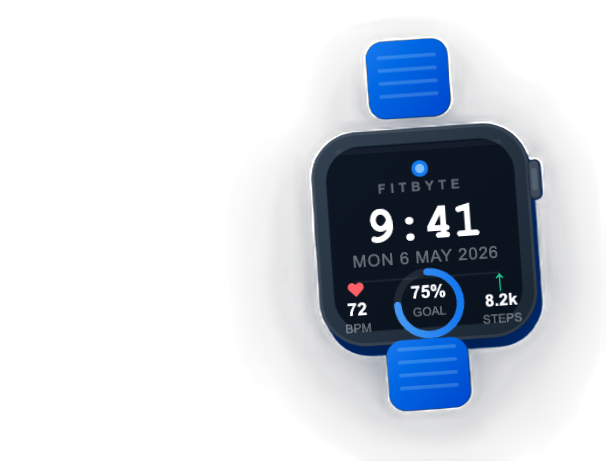 FITBYTE
9:41
MON 6 MAY 2026
72
BPM
75%
GOAL
8.2k
STEPS